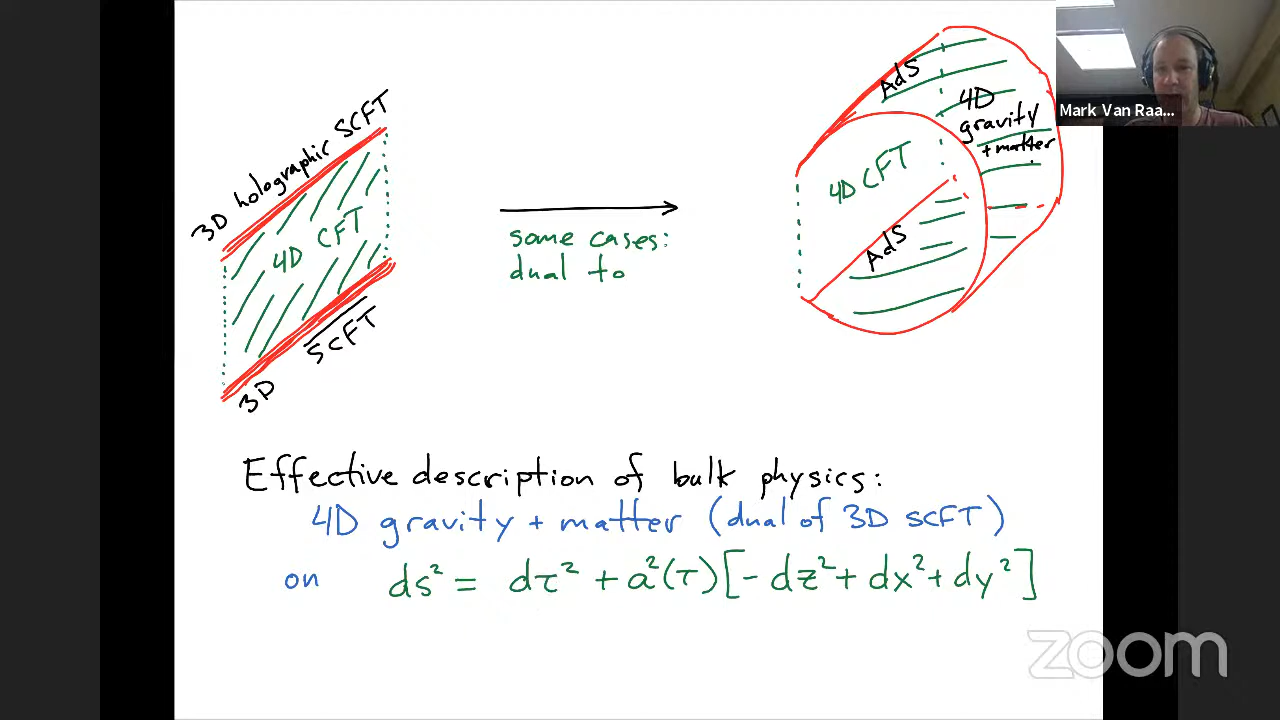 3D holographic SCFT
4D CFT
3D SCFT
some cases:
dual to
AdS
4D
gravity
+ matter
4D CFT
AdS
Mark Van Raa...
Effective description of bulk physics:
4D gravity + matter (dual of 3D SCFT)
on ds² = dτ² + a²(τ)[-dz² + dx² + dy²]
zoom